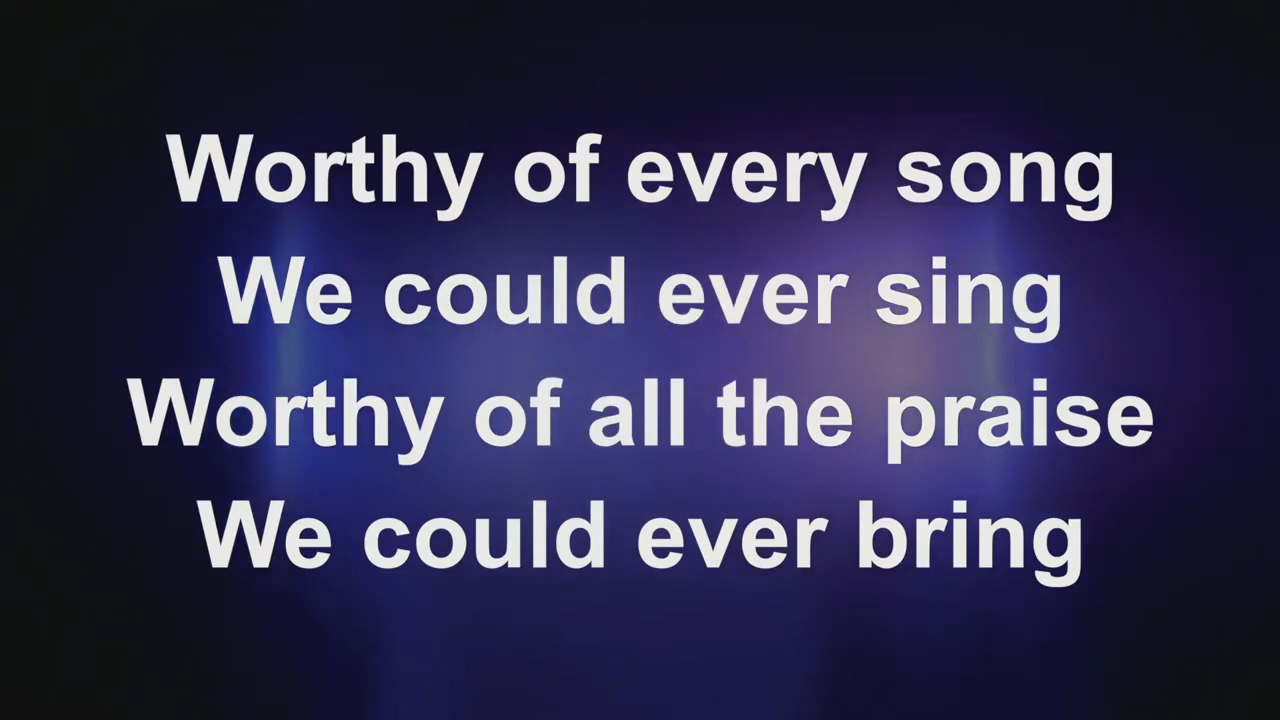 Worthy of every song
We could ever sing
Worthy of all the praise
We could ever bring